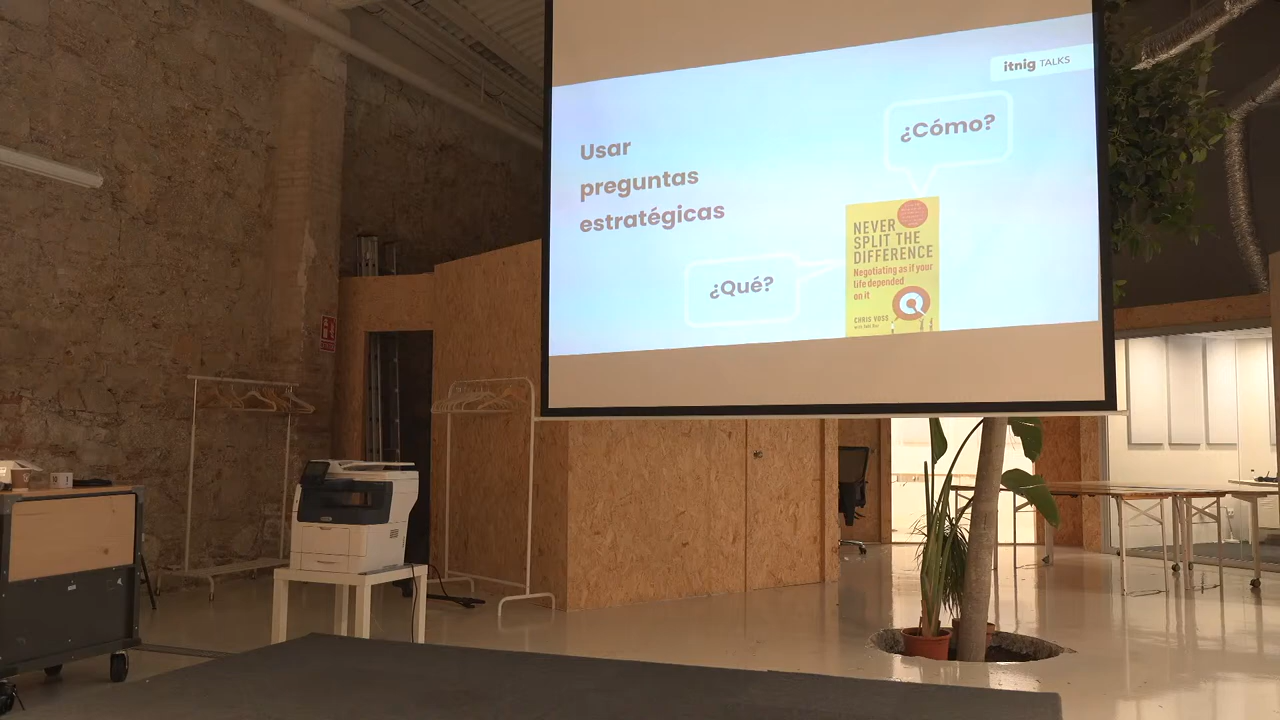 itnig TALKS
Usar
preguntas
estratégicas
¿Cómo?
¿Qué?
NEVER
SPLIT THE
DIFFERENCE
Negotiating as if your
life depended
on it
CHRIS VOSS